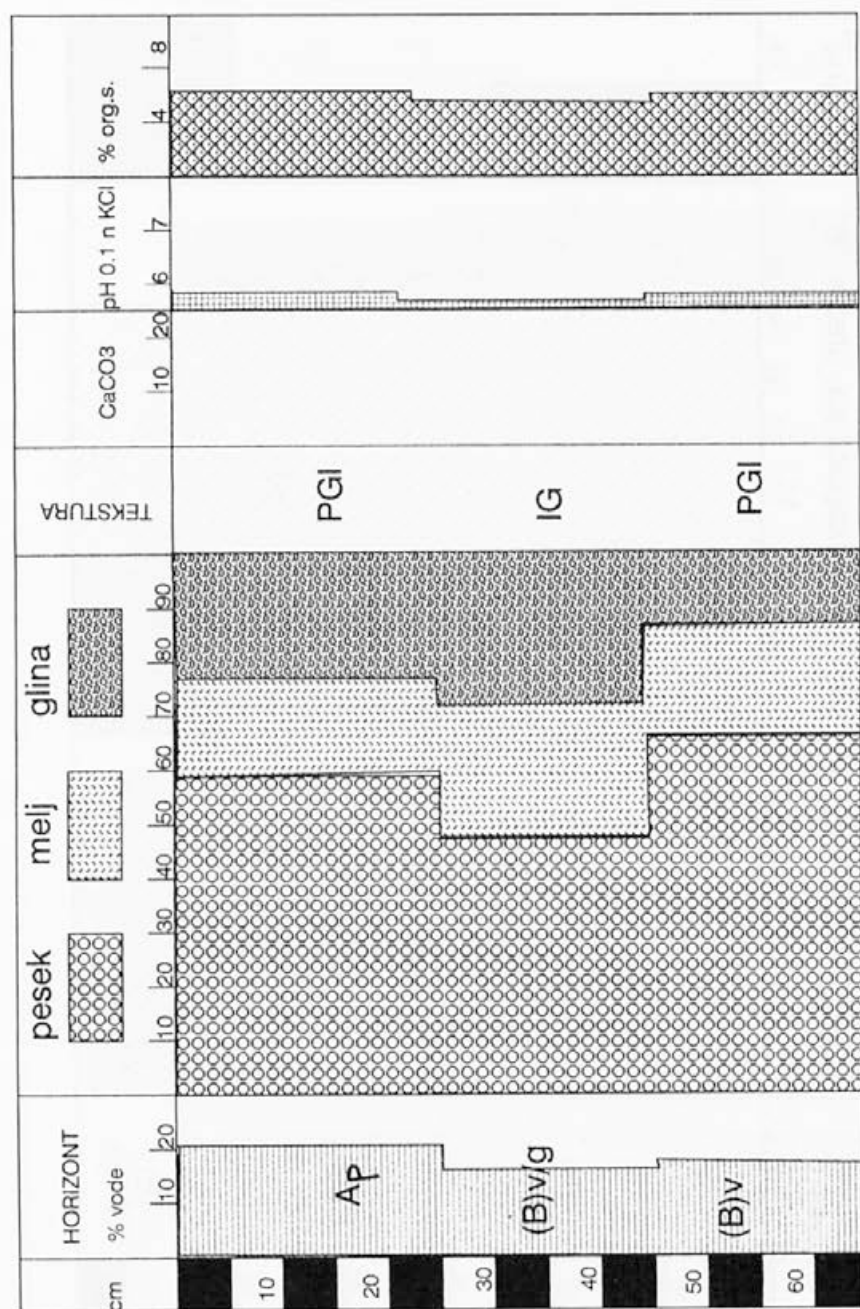 pesek melj glina
cm
HORIZONT
% vode
10 20
10 20 30 40 50 60 70 80 90
TEKSTURA
CaCO3
10 20
pH 0.1 n KCl
6 7
% org.s.
4 8
10
20
30
40
50
60
Ap
(B)v/g
(B)v
PGI
IG
PGI